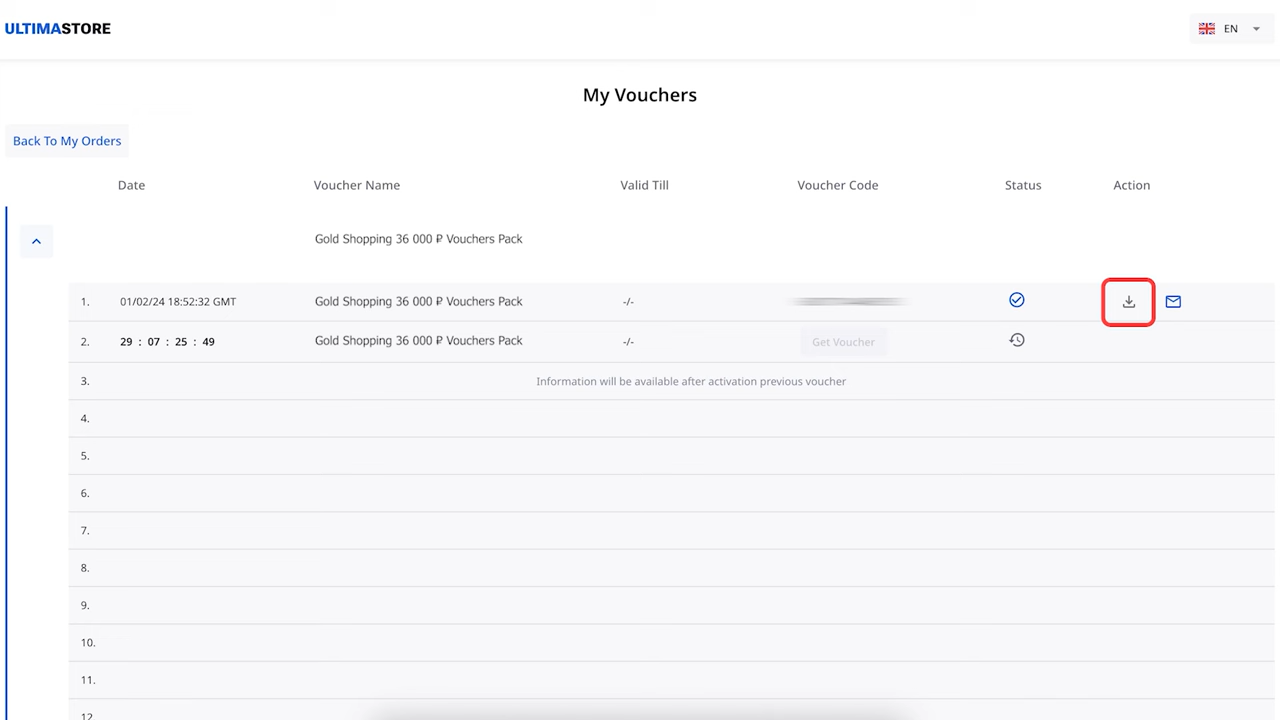 ULTIMASTORE
EN
My Vouchers
Back To My Orders
Date Voucher Name Valid Till Voucher Code Status Action
Gold Shopping 36 000 ₽ Vouchers Pack
1. 01/02/24 18:52:32 GMT Gold Shopping 36 000 ₽ Vouchers Pack -/-
2. 29 : 07 : 25 : 49 Gold Shopping 36 000 ₽ Vouchers Pack -/- Get Voucher
3. Information will be available after activation previous voucher
4.
5.
6.
7.
8.
9.
10.
11.
12